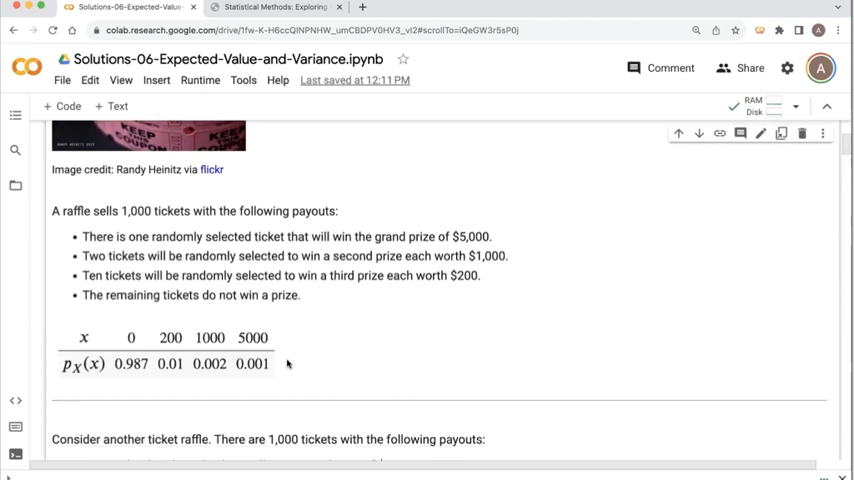 Solutions-06-Expected-Value-
Statistical Methods: Exploring
colab.research.google.com/drive/1fw-K-H6ccQINPNHW_umCBDPV0HV3_vI2#scrollTo=iQeGW3r5sP0j
Solutions-06-Expected-Value-and-Variance.ipynb
File Edit View Insert Runtime Tools Help Last saved at 12:11 PM
Comment Share A
+ Code + Text
RAM
Disk
KEEP
THIS
COUPON
KEEP
COUPON
Image credit: Randy Heinitz via flickr
A raffle sells 1,000 tickets with the following payouts:
• There is one randomly selected ticket that will win the grand prize of $5,000.
• Two tickets will be randomly selected to win a second prize each worth $1,000.
• Ten tickets will be randomly selected to win a third prize each worth $200.
• The remaining tickets do not win a prize.
x 0 200 1000 5000
pX(x) 0.987 0.01 0.002 0.001
Consider another ticket raffle. There are 1,000 tickets with the following payouts: